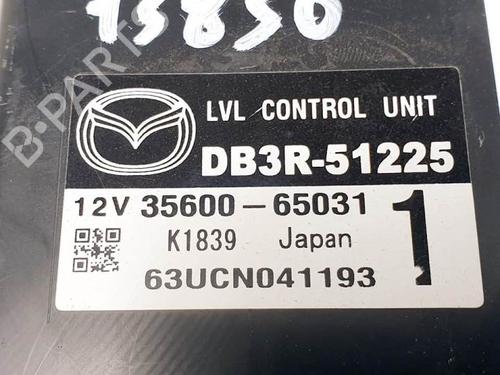 15850
LVL CONTROL UNIT
DB3R-51225
12V 35600-65031 1
K1839 Japan
63UCN041193
B-PARTS